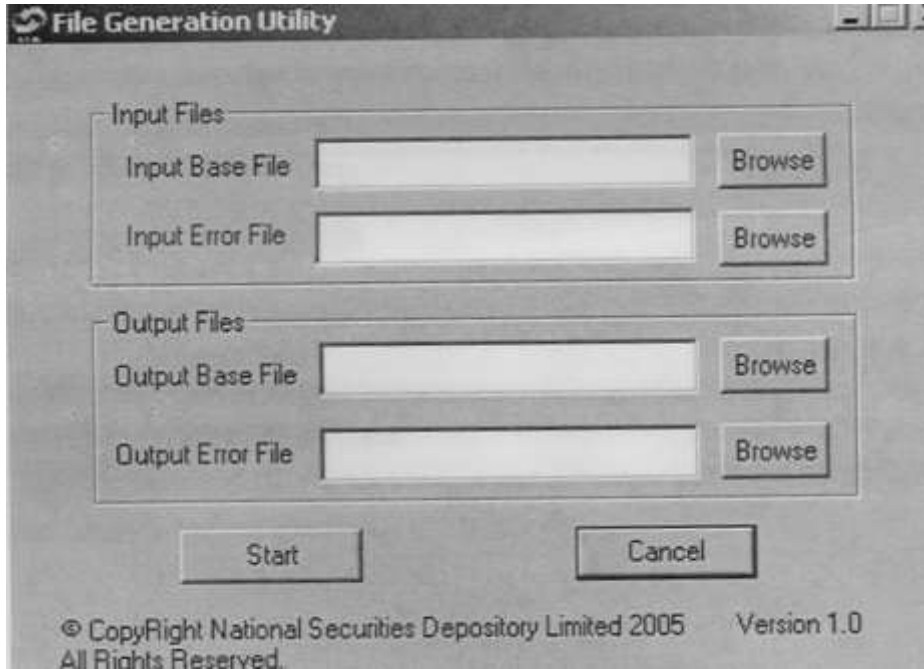 File Generation Utility
Input Files
Input Base File Browse
Input Error File Browse
Output Files
Output Base File Browse
Output Error File Browse
Start Cancel
© CopyRight National Securities Depository Limited 2005 Version 1.0
All Rights Reserved.